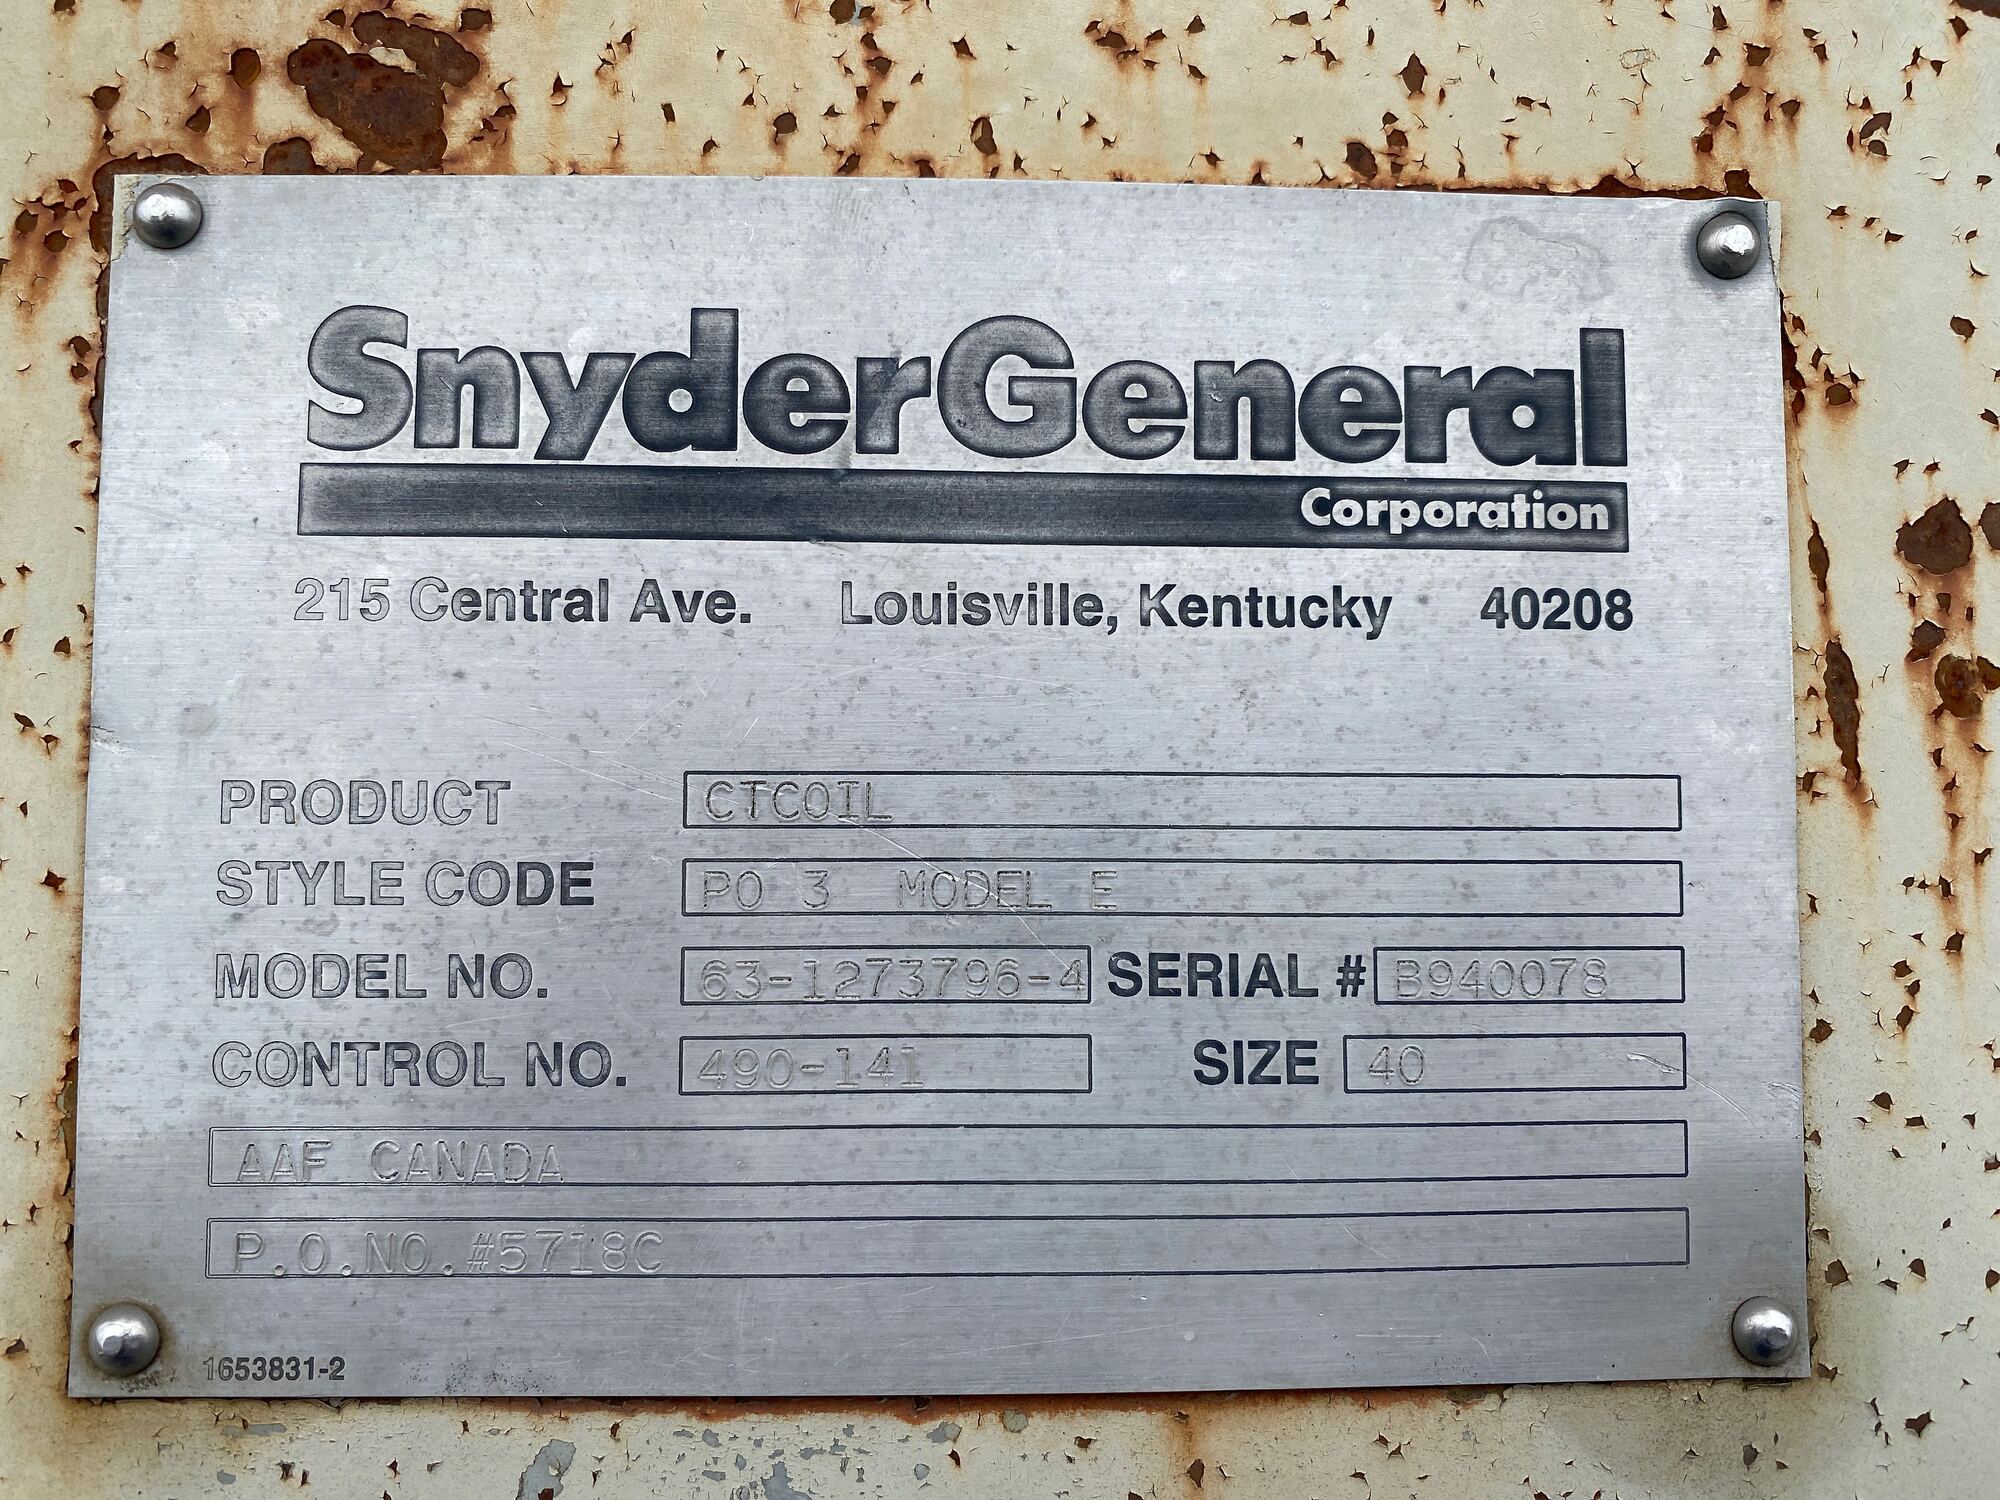 SnyderGeneral
Corporation
215 Central Ave. Louisville, Kentucky 40208
PRODUCT CTCOIL
STYLE CODE PO 3 MODEL E
MODEL NO. 63-1273796-4 SERIAL # B940078
CONTROL NO. 490-141 SIZE 40
AAF CANADA
P.O.NO.#5718C
1653831-2